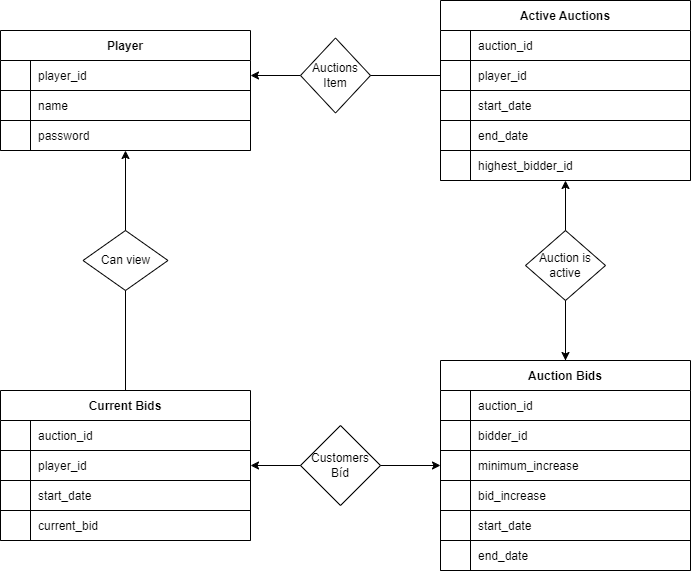 Player
player_id
name
password
Auctions
Item
Active Auctions
auction_id
player_id
start_date
end_date
highest_bidder_id
Can view
Auction is
active
Current Bids
auction_id
player_id
start_date
current_bid
Customers
Bíd
Auction Bids
auction_id
bidder_id
minimum_increase
bid_increase
start_date
end_date